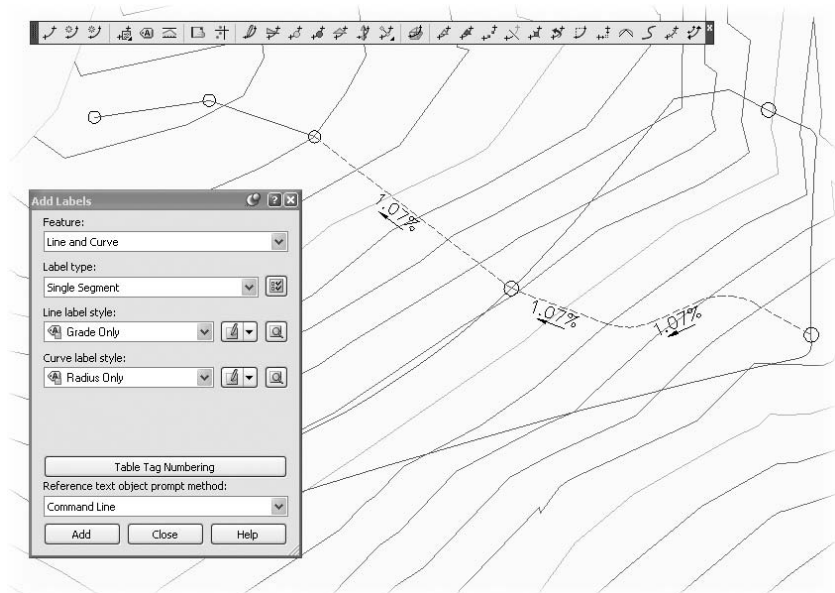 Add Labels
Feature:
Line and Curve
Label type:
Single Segment
Line label style:
Grade Only
Curve label style:
Radius Only
Table Tag Numbering
Reference text object prompt method:
Command Line
Add Close Help
1.07%
1.07%
1.07%